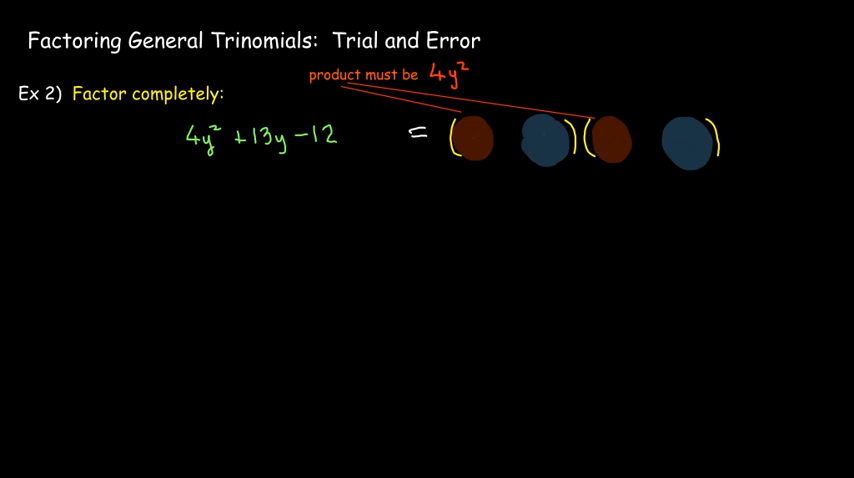 Factoring General Trinomials: Trial and Error
product must be 4y²
Ex 2) Factor completely:
4y² + 13y − 12 = ( ) ( )